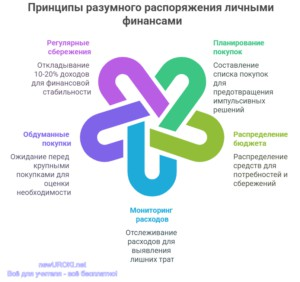 Принципы разумного распоряжения личными
финансами
Регулярные
сбережения
Откладывание
10-20% доходов
для финансовой
стабильности
Планирование
покупок
Составление
списка покупок
для
предотвращения
импульсивных
решений
Обдуманные
покупки
Ожидание перед
крупными
покупками для
оценки
необходимости
Распределение
бюджета
Распределение
средств для
потребностей и
сбережений
Мониторинг
расходов
Отслеживание
расходов для
выявления
лишних трат
newUROKI.net
Всё для учителя - всё бесплатно!